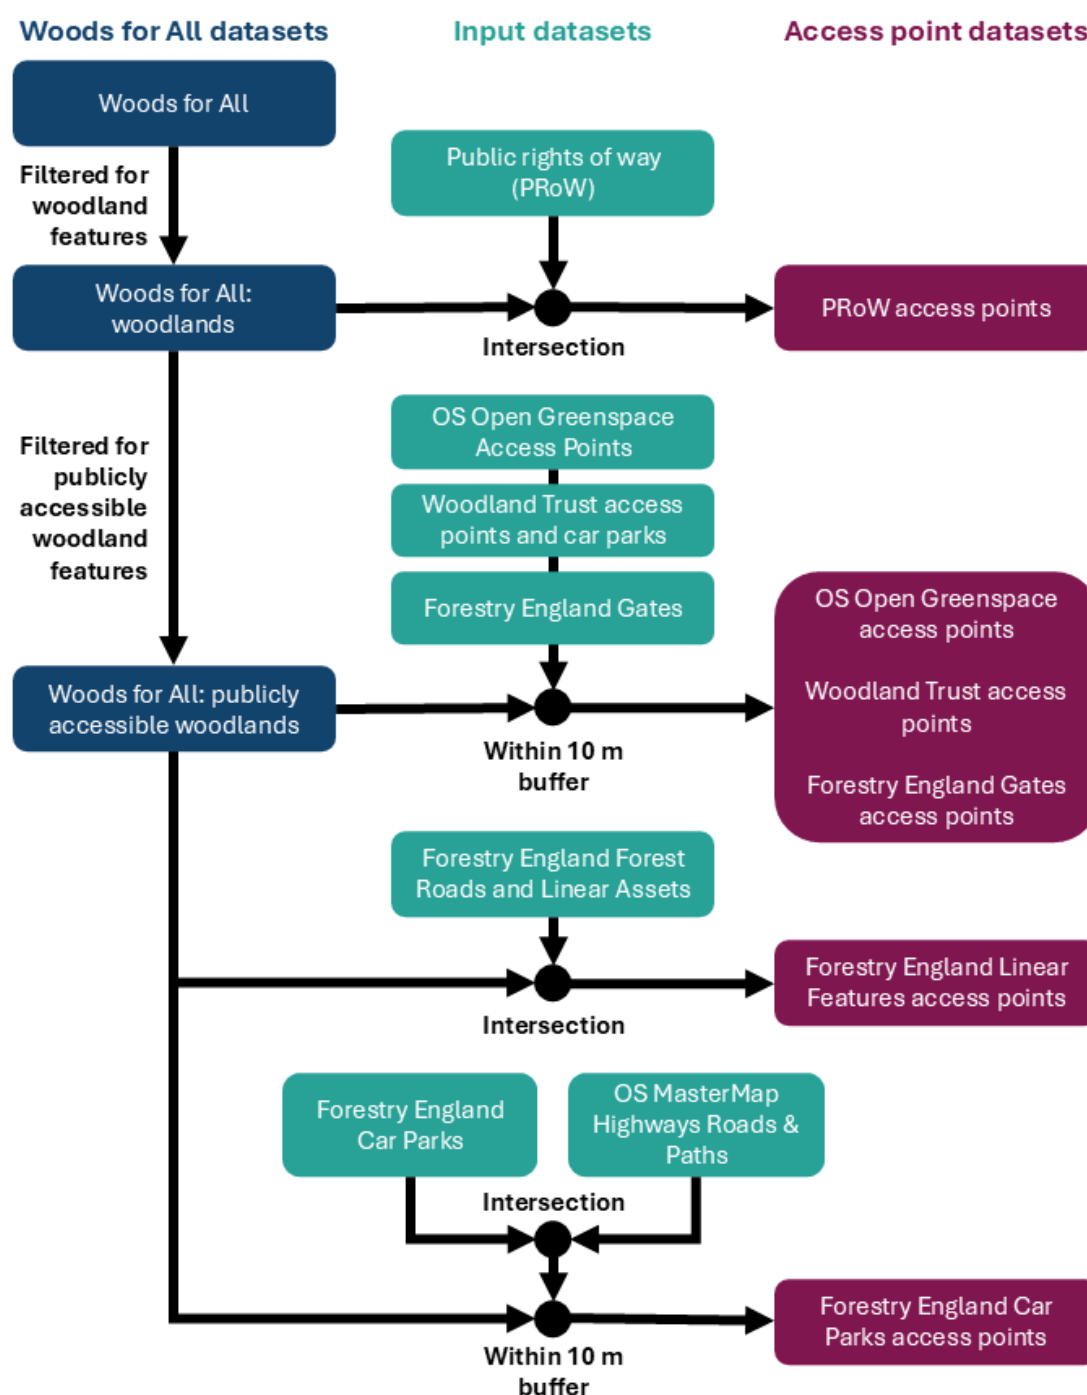 Woods for All datasets
Input datasets
Access point datasets
Woods for All
Filtered for
woodland
features
Public rights of way
(PRoW)
Woods for All:
woodlands
Intersection
PRoW access points
Filtered for
publicly
accessible
woodland
features
OS Open Greenspace
Access Points
Woodland Trust access
points and car parks
Forestry England Gates
Woods for All: publicly
accessible woodlands
Within 10 m
buffer
OS Open Greenspace
access points
Woodland Trust access
points
Forestry England Gates
access points
Forestry England Forest
Roads and Linear Assets
Intersection
Forestry England Linear
Features access points
Forestry England
Car Parks
OS MasterMap
Highways Roads &
Paths
Intersection
Within 10 m
buffer
Forestry England Car
Parks access points